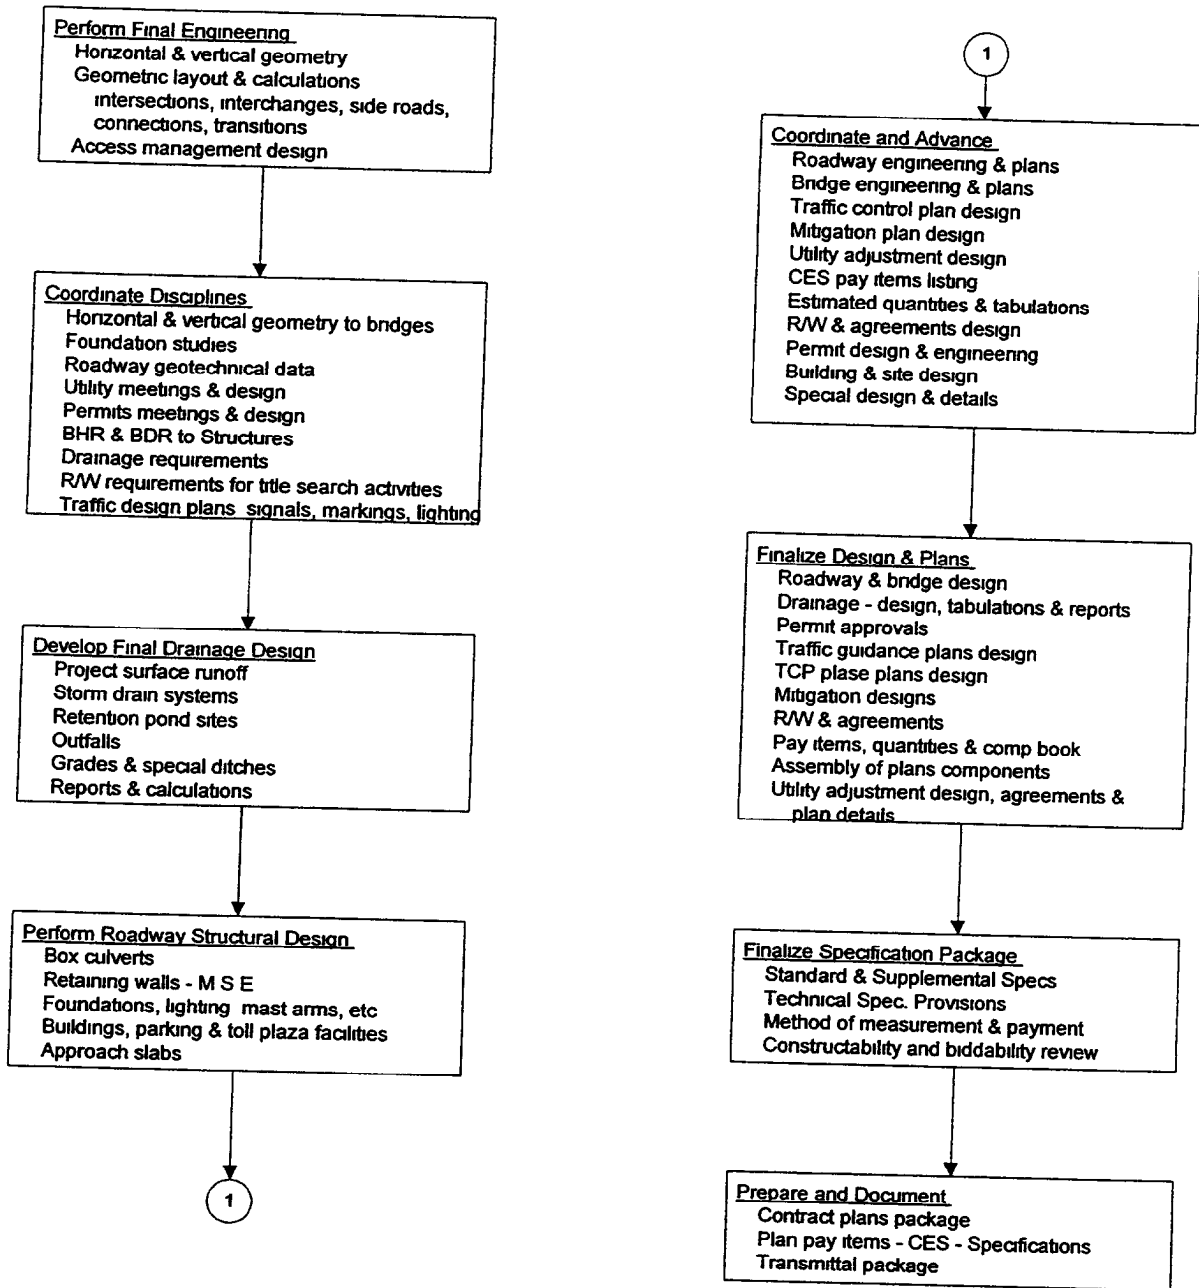 Perform Final Engineering
Horizontal & vertical geometry
Geometric layout & calculations
intersections, interchanges, side roads,
connections, transitions
Access management design
Coordinate Disciplines
Horizontal & vertical geometry to bridges
Foundation studies
Roadway geotechnical data
Utility meetings & design
Permits meetings & design
BHR & BDR to Structures
Drainage requirements
R/W requirements for title search activities
Traffic design plans signals, markings, lighting
Develop Final Drainage Design
Project surface runoff
Storm drain systems
Retention pond sites
Outfalls
Grades & special ditches
Reports & calculations
Perform Roadway Structural Design
Box culverts
Retaining walls - M S E
Foundations, lighting mast arms, etc
Buildings, parking & toll plaza facilities
Approach slabs
1
1
Coordinate and Advance
Roadway engineering & plans
Bridge engineering & plans
Traffic control plan design
Mitigation plan design
Utility adjustment design
CES pay items listing
Estimated quantities & tabulations
R/W & agreements design
Permit design & engineering
Building & site design
Special design & details
Finalize Design & Plans
Roadway & bridge design
Drainage - design, tabulations & reports
Permit approvals
Traffic guidance plans design
TCP plase plans design
Mitigation designs
R/W & agreements
Pay items, quantities & comp book
Assembly of plans components
Utility adjustment design, agreements &
plan details
Finalize Specification Package
Standard & Supplemental Specs
Technical Spec. Provisions
Method of measurement & payment
Constructability and biddability review
Prepare and Document
Contract plans package
Plan pay items - CES - Specifications
Transmittal package